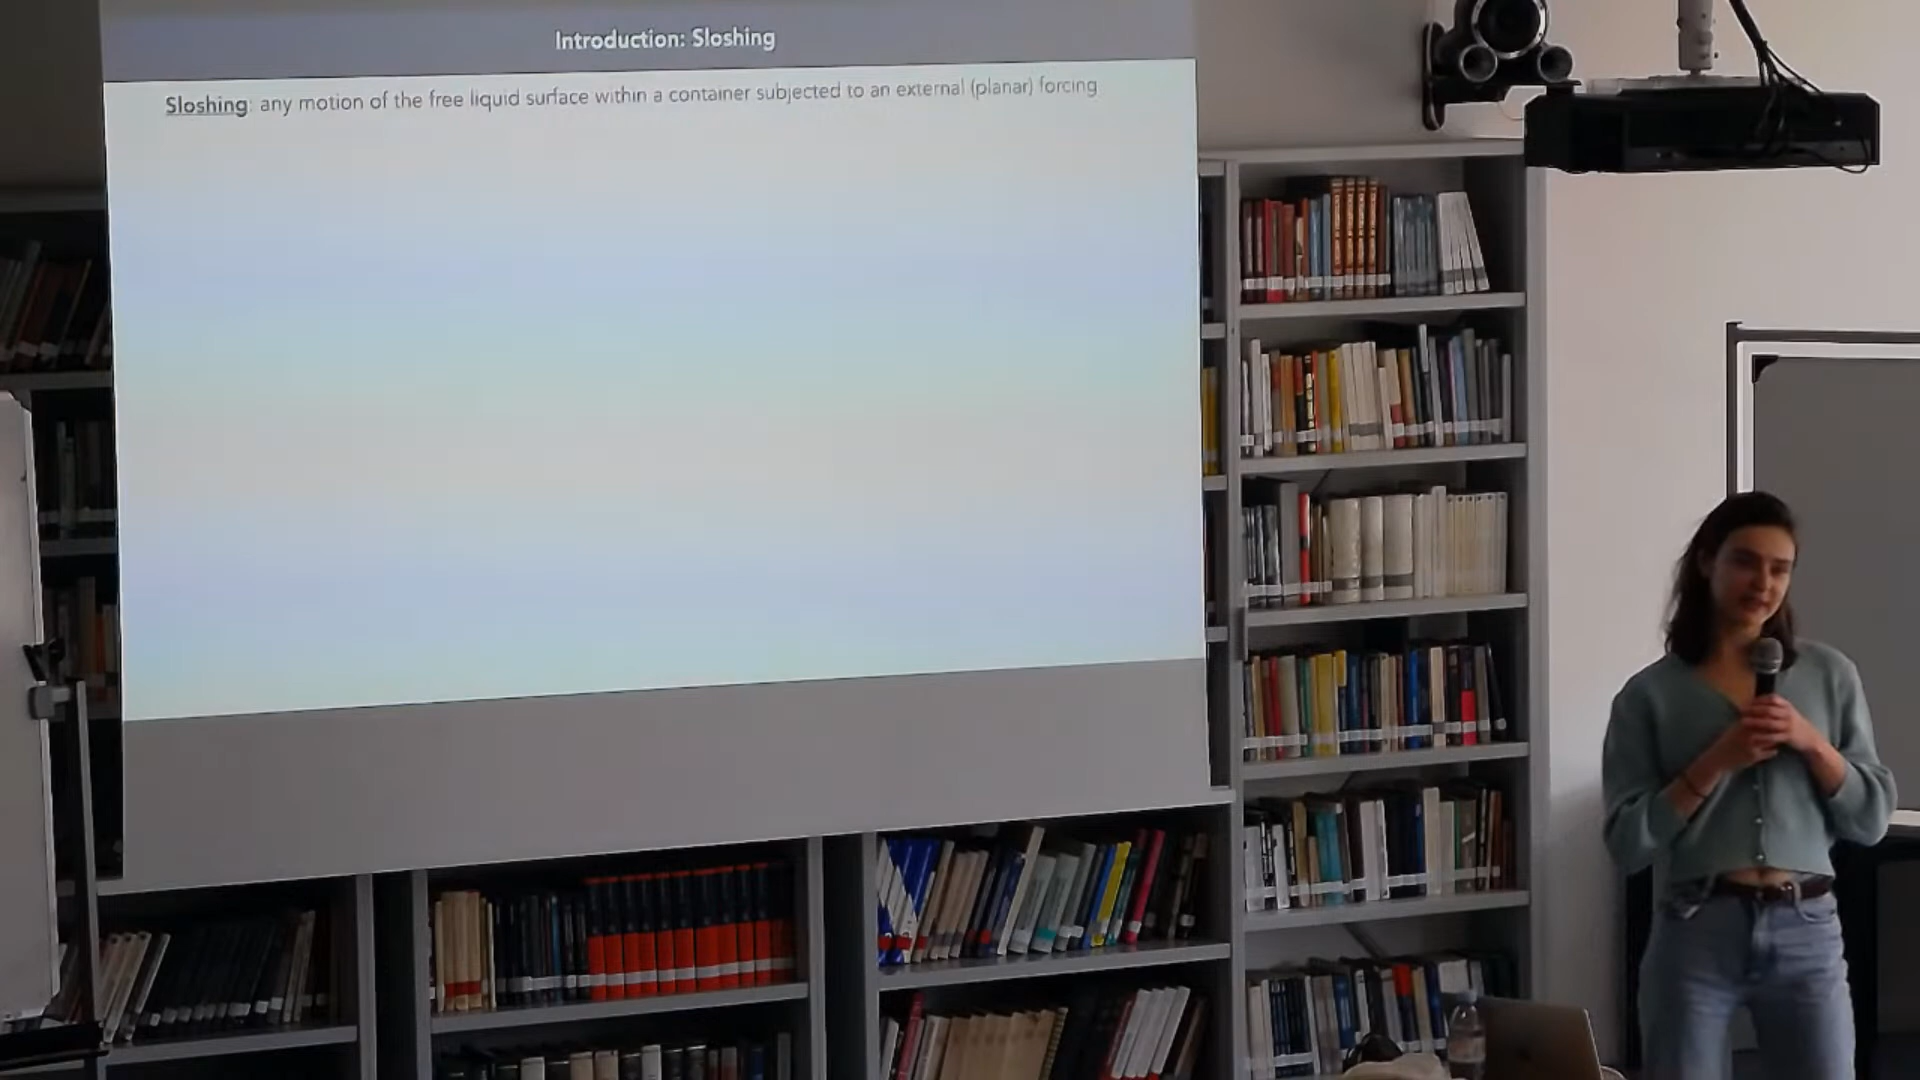 Introduction: Sloshing
Sloshing: any motion of the free liquid surface within a container subjected to an external (planar) forcing